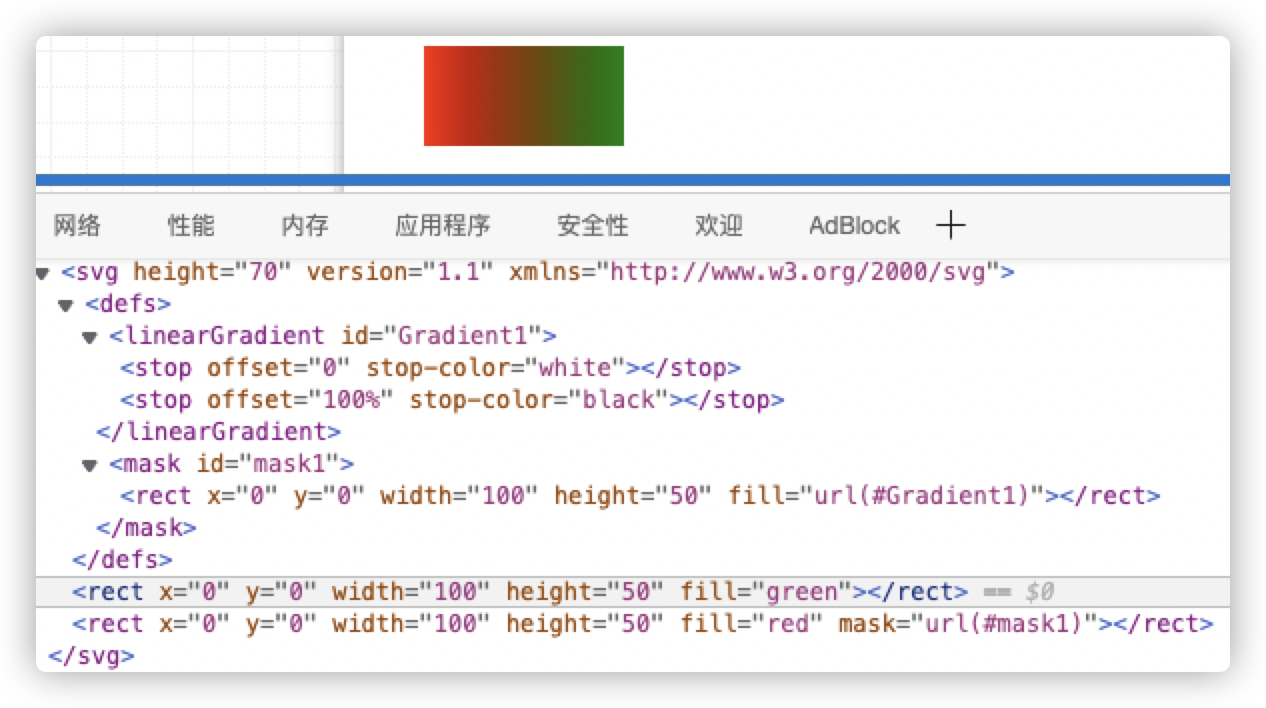 网络 性能 内存 应用程序 安全性 欢迎 AdBlock
<svg height="70" version="1.1" xmlns="http://www.w3.org/2000/svg">
<defs>
<linearGradient id="Gradient1">
<stop offset="0" stop-color="white"></stop>
<stop offset="100%" stop-color="black"></stop>
</linearGradient>
<mask id="mask1">
<rect x="0" y="0" width="100" height="50" fill="url(#Gradient1)"></rect>
</mask>
</defs>
<rect x="0" y="0" width="100" height="50" fill="green"></rect> == $0
<rect x="0" y="0" width="100" height="50" fill="red" mask="url(#mask1)"></rect>
</svg>